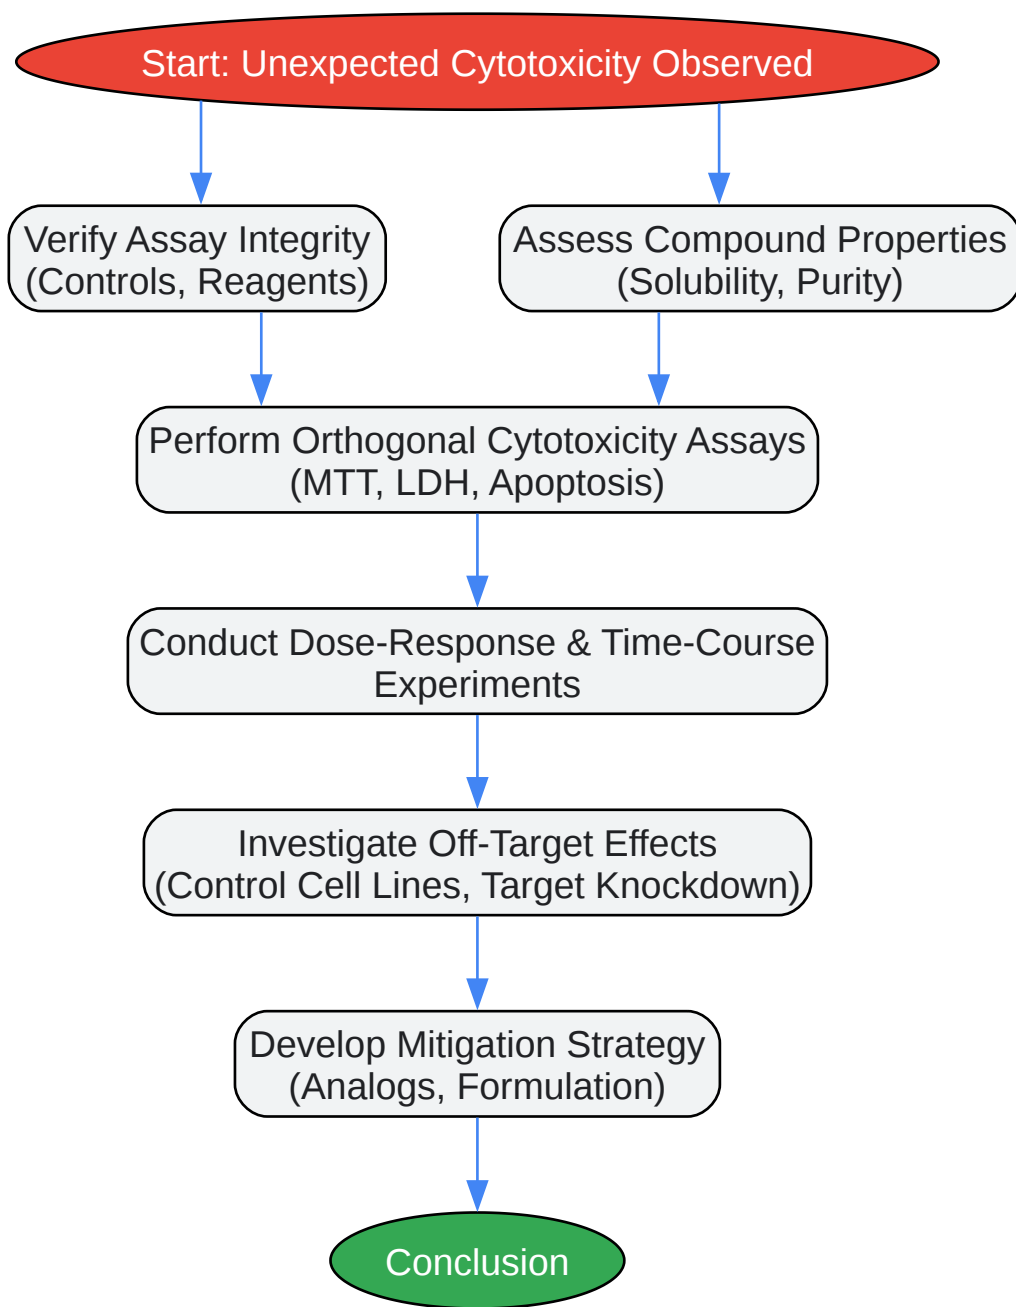 Start: Unexpected Cytotoxicity Observed
Verify Assay Integrity
(Controls, Reagents)
Assess Compound Properties
(Solubility, Purity)
Perform Orthogonal Cytotoxicity Assays
(MTT, LDH, Apoptosis)
Conduct Dose-Response & Time-Course
Experiments
Investigate Off-Target Effects
(Control Cell Lines, Target Knockdown)
Develop Mitigation Strategy
(Analogs, Formulation)
Conclusion